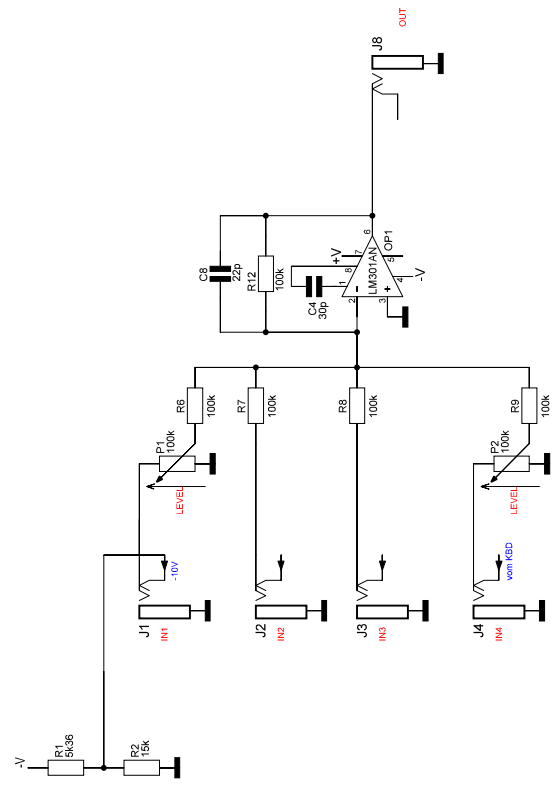 OUT
J8
C8
22p
R12
100k
+V
C4
30p
1
8
7
6
OP1
LM301AN
5
4
-V
2
-
3
+
R6
100k
R7
100k
R8
100k
R9
100k
P1
100k
LEVEL
P2
100k
LEVEL
-10V
vom KBD
J1
IN1
J2
IN2
J3
IN3
J4
IN4
-V
R1
5k36
R2
15k